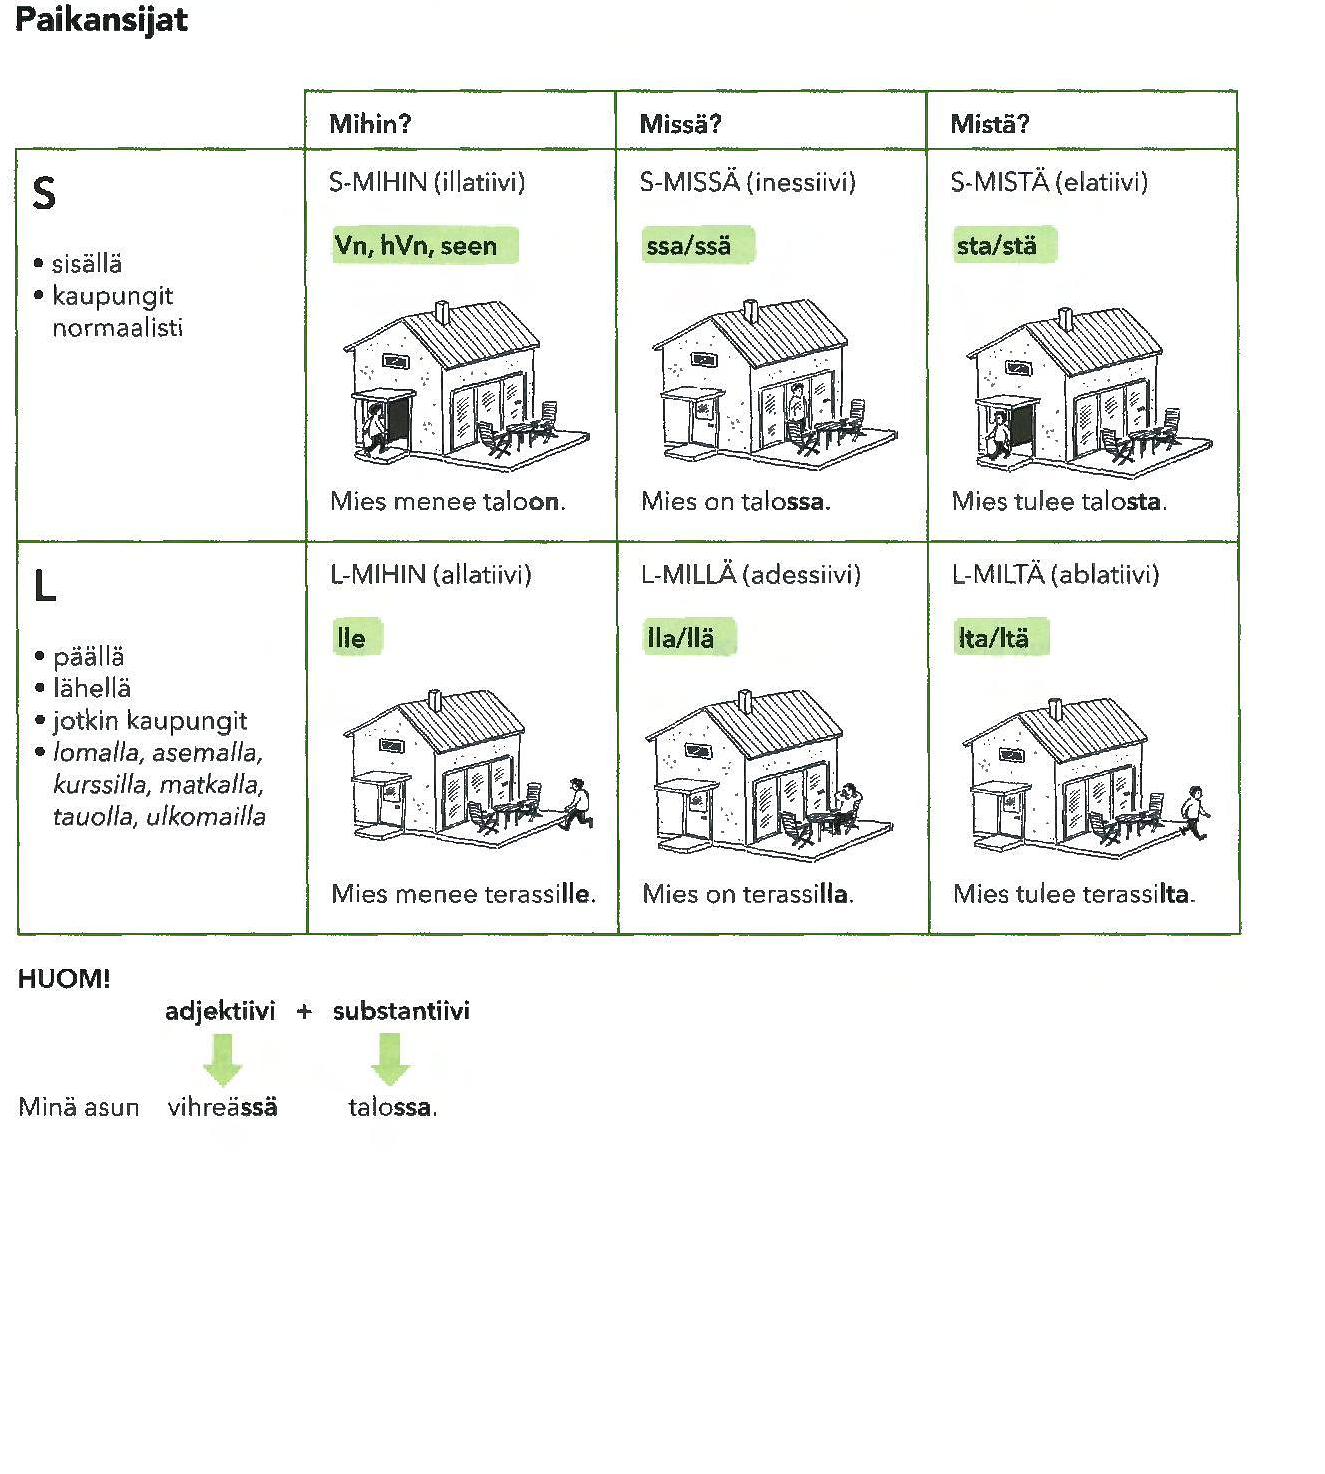 Paikansijat
Mihin? Missä? Mistä?
S
• sisällä
• kaupungit
normaalisti
S-MIHIN (illatiivi)
Vn, hVn, seen
Mies menee taloon.
S-MISSÄ (inessiivi)
ssa/ssä
Mies on talossa.
S-MISTÄ (elatiivi)
sta/stä
Mies tulee talosta.
L
• päällä
• lähellä
• jotkin kaupungit
• lomalla, asemalla,
kurssilla, matkalla,
tauolla, ulkomailla
L-MIHIN (allatiivi)
lle
Mies menee terassille.
L-MILLÄ (adessiivi)
lla/llä
Mies on terassilla.
L-MILTÄ (ablatiivi)
lta/ltä
Mies tulee terassilta.
HUOM!
adjektiivi + substantiivi
Minä asun vihreässä talossa.